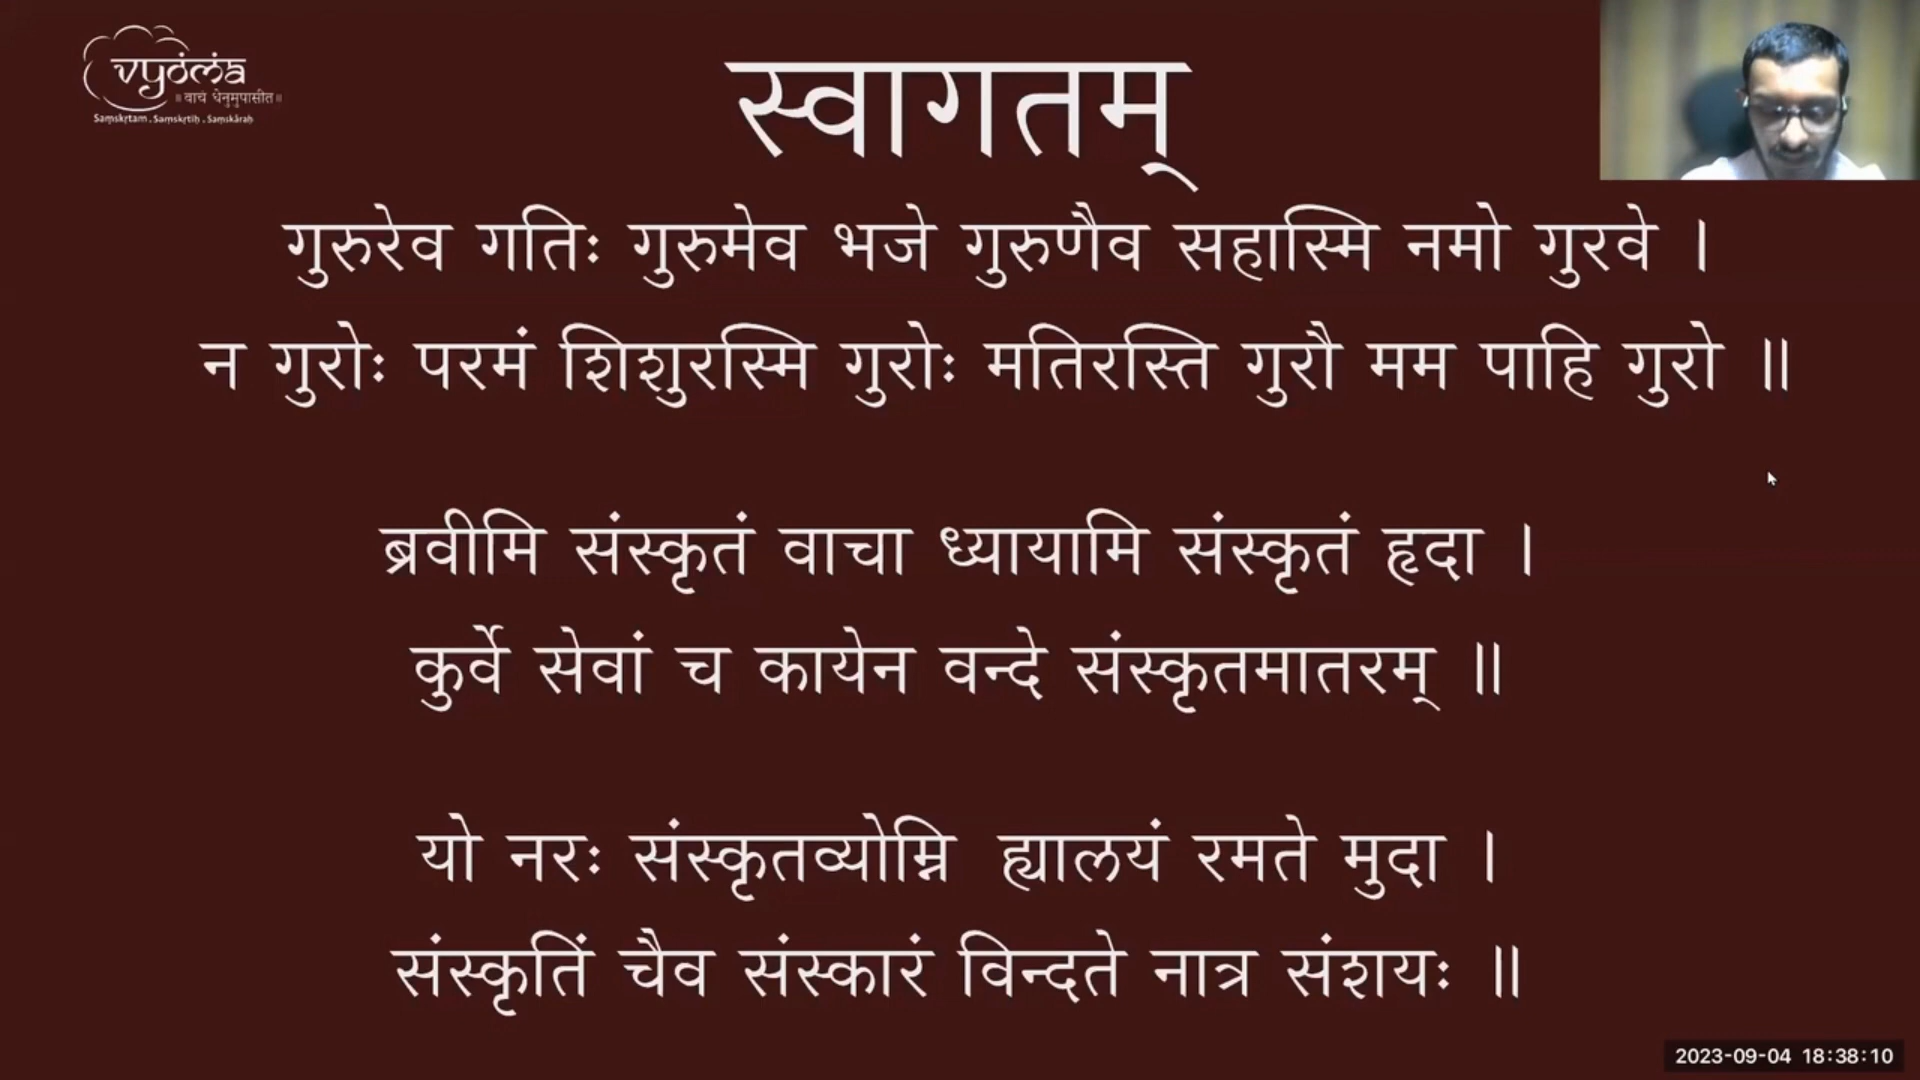 vyoma
॥ वाचं धेनुमुपासीत ॥
Saṃskṛtam . Saṃskṛtiḥ . Saṃskāraḥ
स्वागतम्
गुरुरेव गतिः गुरुमेव भजे गुरुणैव सहास्मि नमो गुरवे ।
न गुरोः परमं शिशुरस्मि गुरोः मतिरस्ति गुरौ मम पाहि गुरो ॥
ब्रवीमि संस्कृतं वाचा ध्यायामि संस्कृतं हृदा ।
कुर्वे सेवां च कायेन वन्दे संस्कृतमातरम् ॥
यो नरः संस्कृतव्योम्नि ह्यालयं रमते मुदा ।
संस्कृतिं चैव संस्कारं विन्दते नात्र संशयः ॥
2023-09-04 18:38:10